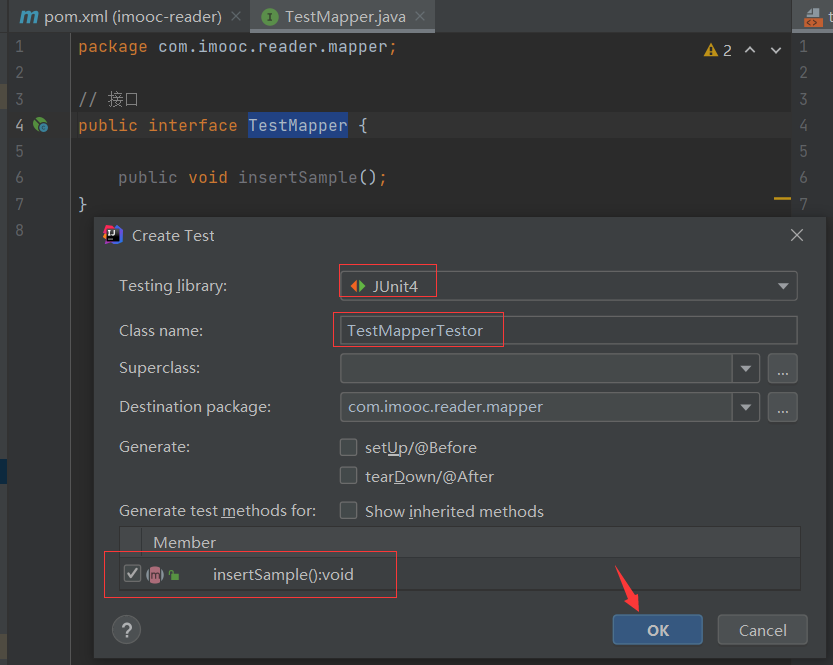 pom.xml (imooc-reader)
TestMapper.java
1 package com.imooc.reader.mapper;
2
3 // 接口
4 public interface TestMapper {
5
6 public void insertSample();
7 }
8
2
1
2
3
4
5
6
7
Create Test
Testing library: JUnit4
Class name: TestMapperTestor
Superclass: ...
Destination package: com.imooc.reader.mapper ...
Generate: setUp/@Before
tearDown/@After
Generate test methods for: Show inherited methods
Member
insertSample():void
? OK Cancel